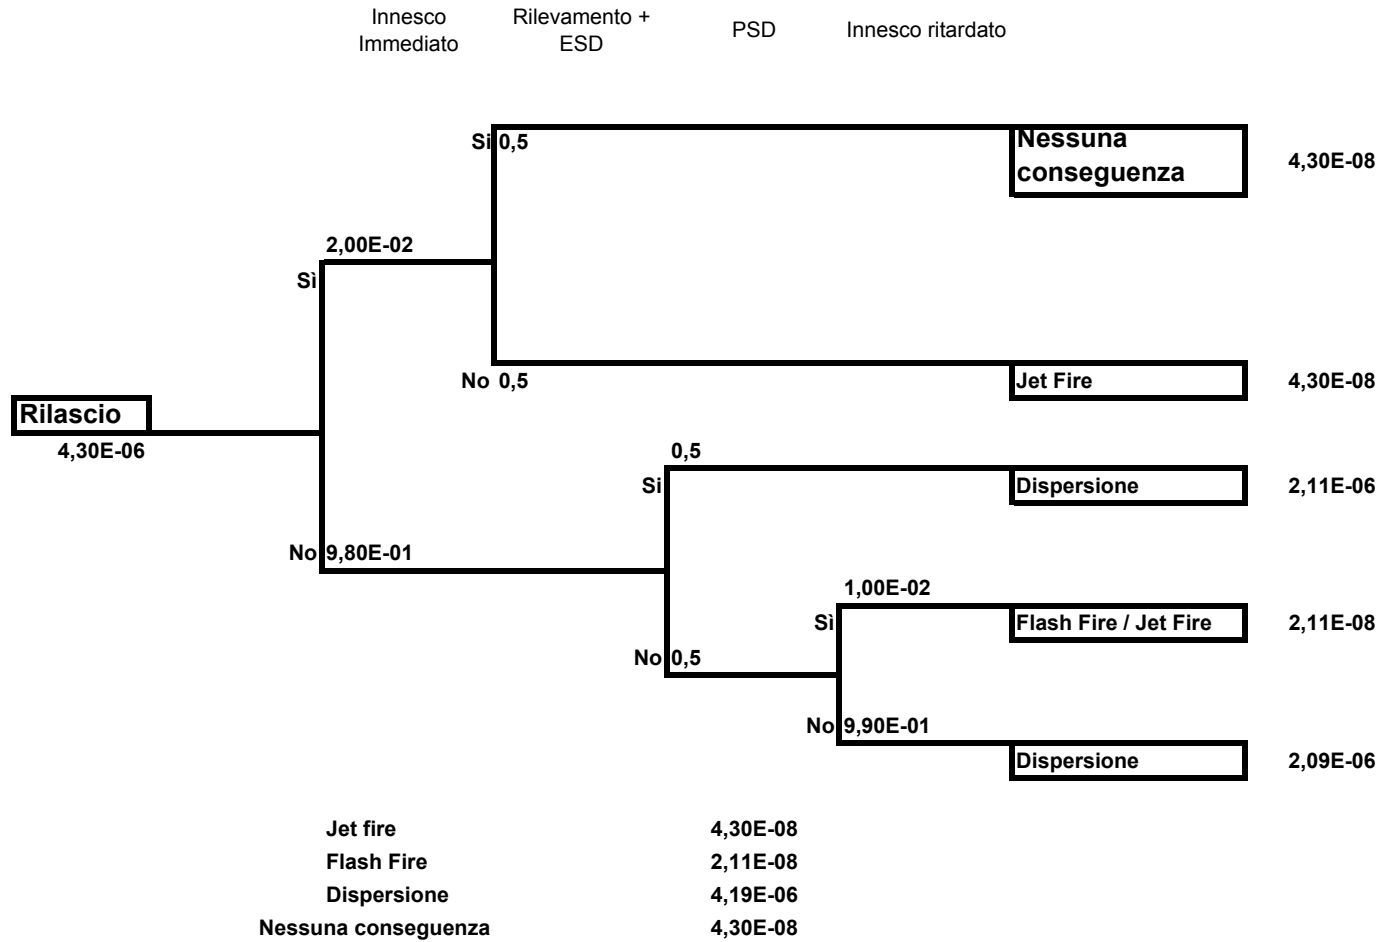 Innesco
Immediato
Rilevamento +
ESD
PSD
Innesco ritardato
Si 0,5
Nessuna
conseguenza
4,30E-08
2,00E-02
Sì
No 0,5
Jet Fire
4,30E-08
Rilascio
4,30E-06
0,5
Si
Dispersione
2,11E-06
No 9,80E-01
1,00E-02
Sì
Flash Fire / Jet Fire
2,11E-08
No 0,5
No 9,90E-01
Dispersione
2,09E-06
Jet fire 4,30E-08
Flash Fire 2,11E-08
Dispersione 4,19E-06
Nessuna conseguenza 4,30E-08